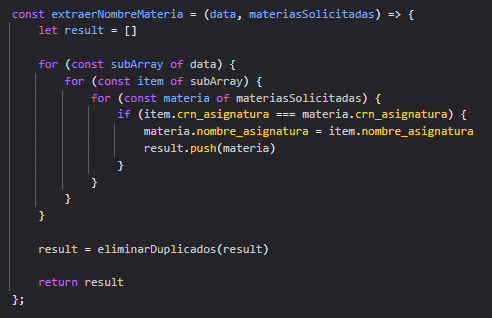 const extraerNombreMateria = (data, materiasSolicitadas) => {
    let result = []

    for (const subArray of data) {
        for (const item of subArray) {
            for (const materia of materiasSolicitadas) {
                if (item.crn_asignatura === materia.crn_asignatura) {
                    materia.nombre_asignatura = item.nombre_asignatura
                    result.push(materia)
                }
            }
        }
    }

    result = eliminarDuplicados(result)

    return result
};